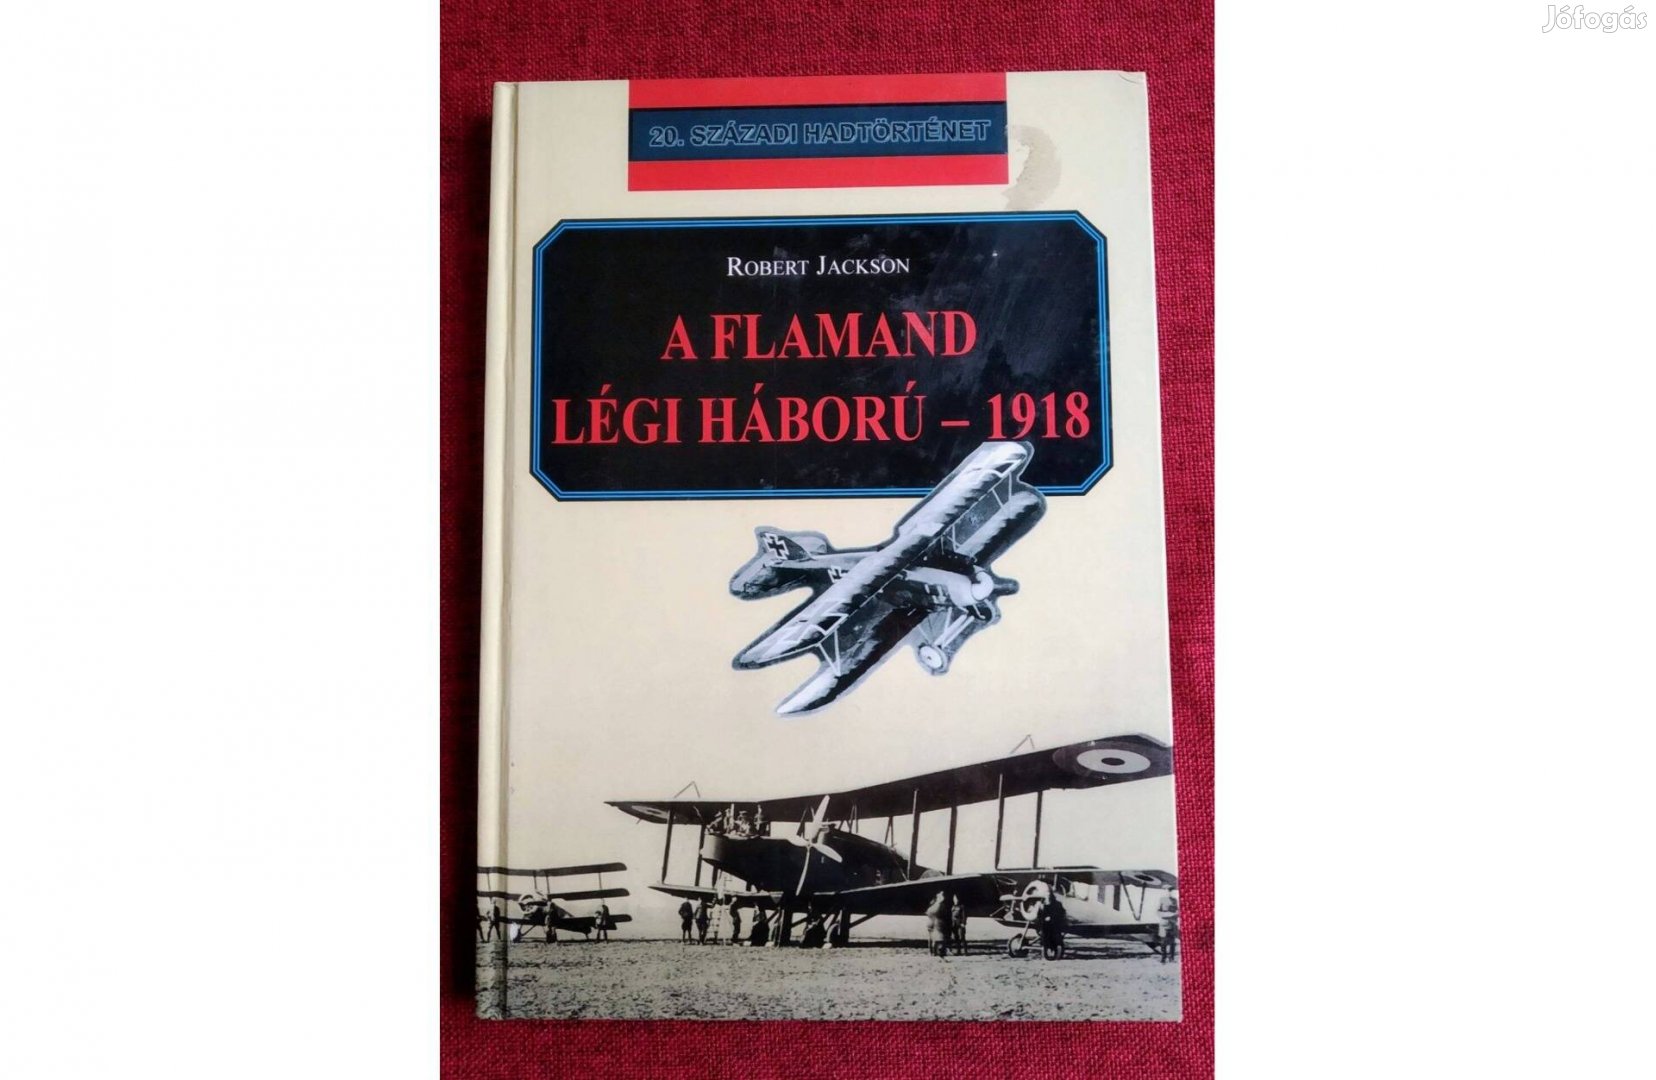 Jófogás
20. SZÁZADI HADTÖRTÉNET
ROBERT JACKSON
A FLAMAND
LÉGI HÁBORÚ – 1918